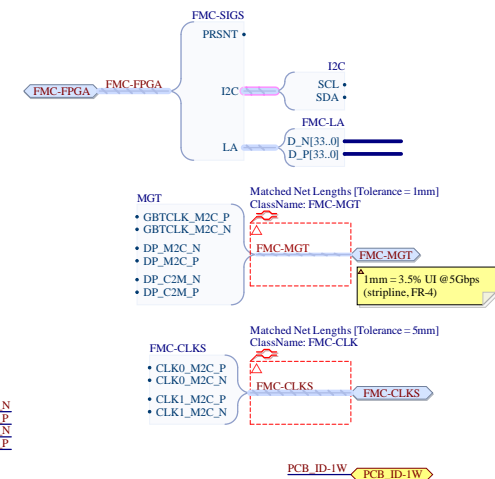 FMC-SIGS
PRSNT
FMC-FPGA
FMC-FPGA
I2C
I2C
SCL
SDA
FMC-LA
LA
D_N[33..0]
D_P[33..0]
MGT
GBTCLK_M2C_P
GBTCLK_M2C_N
DP_M2C_N
DP_M2C_P
DP_C2M_N
DP_C2M_P
Matched Net Lengths [Tolerance = 1mm]
ClassName: FMC-MGT
FMC-MGT
FMC-MGT
1mm = 3.5% UI @5Gbps
(stripline, FR-4)
FMC-CLKS
CLK0_M2C_P
CLK0_M2C_N
CLK1_M2C_P
CLK1_M2C_N
Matched Net Lengths [Tolerance = 5mm]
ClassName: FMC-CLK
FMC-CLKS
FMC-CLKS
N
P
N
P
PCB_ID-1W
PCB_ID-1W